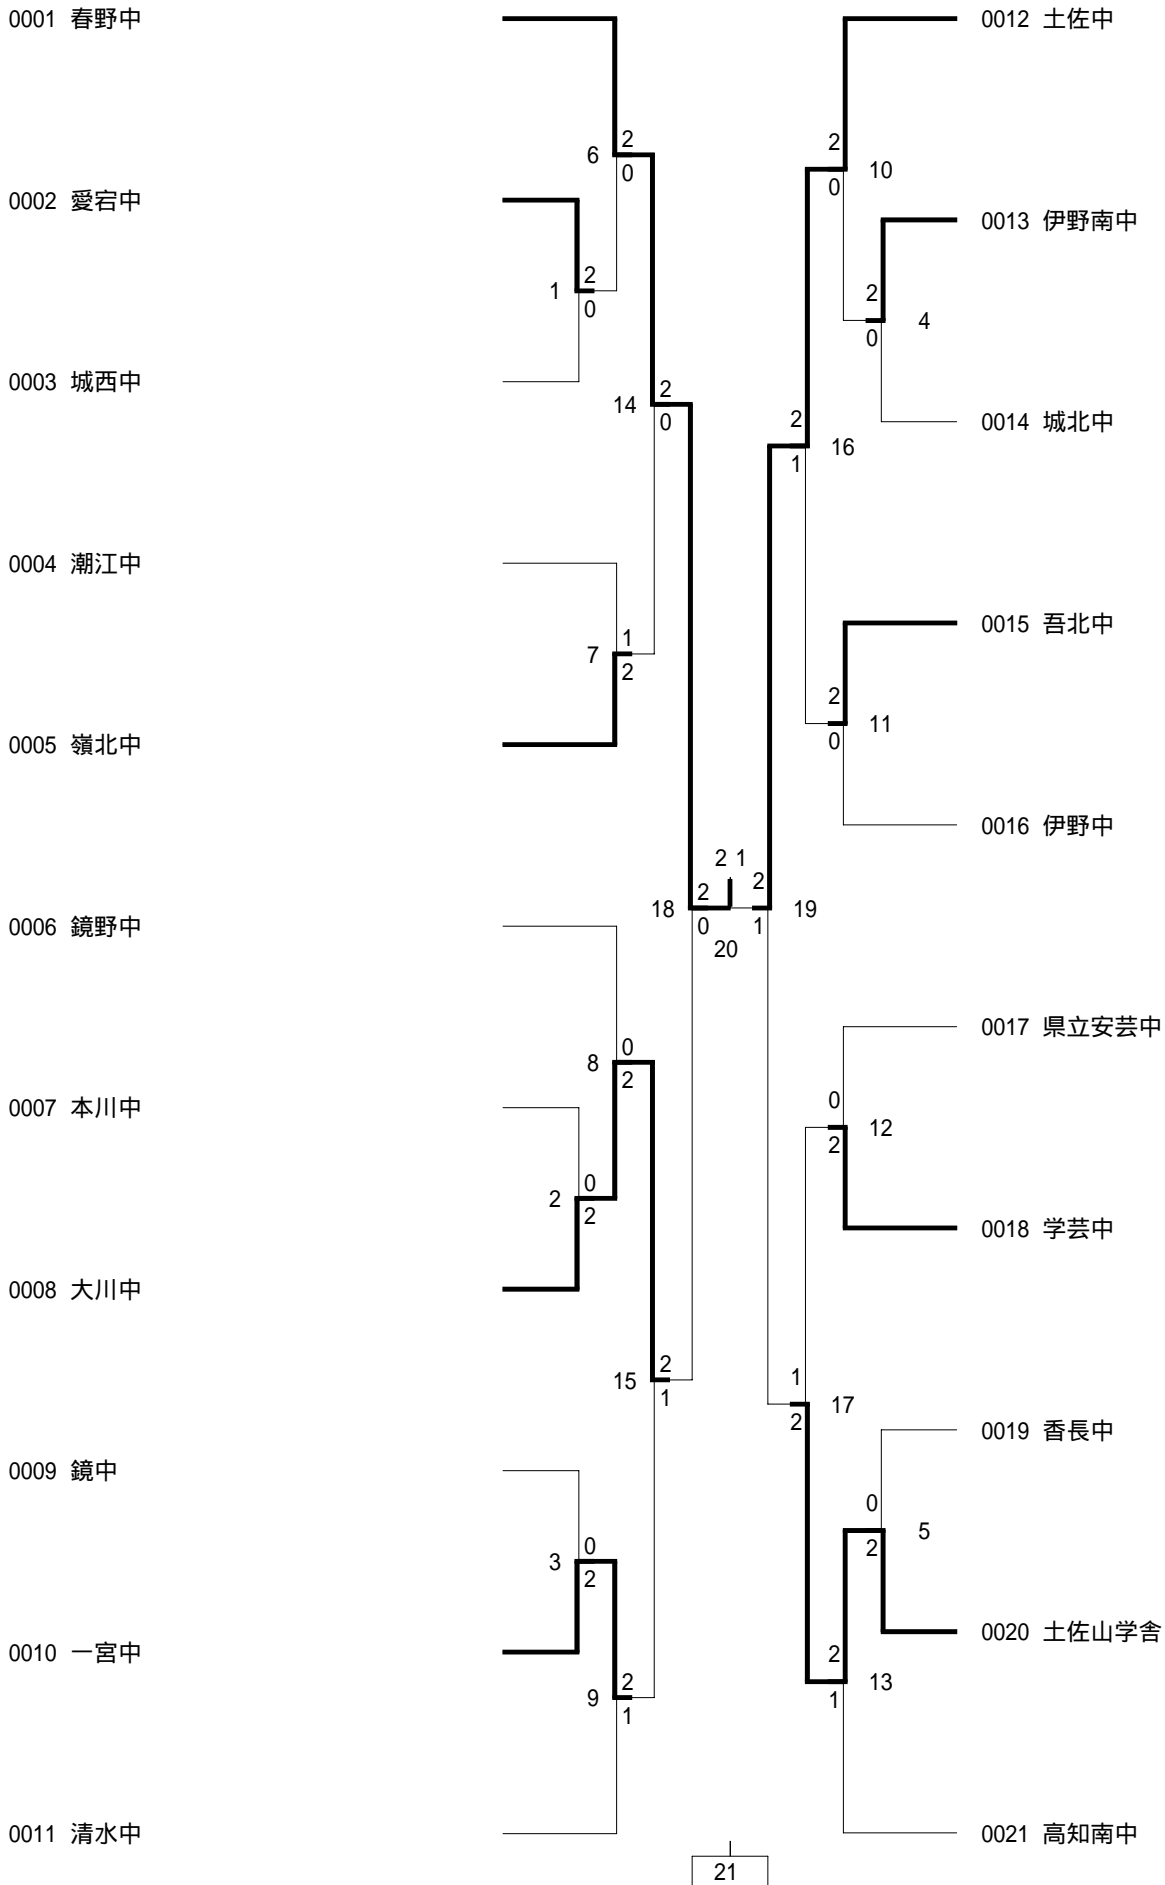 0001 春野中
0012 土佐中
2
6
0
2
10
0
0002 愛宕中
0013 伊野南中
2
1
0
2
4
0
0003 城西中
2
14
0
0014 城北中
2
16
1
0004 潮江中
0015 吾北中
1
7
2
2
11
0
0005 嶺北中
0016 伊野中
2 1
18
2
0
2
1
19
20
0006 鏡野中
0017 県立安芸中
0
8
2
0007 本川中
0
12
2
0
2
2
0018 学芸中
0008 大川中
2
15
1
1
17
2
0019 香長中
0009 鏡中
0
5
2
0
3
2
0020 土佐山学舎
0010 一宮中
2
9
1
2
13
1
0011 清水中
0021 高知南中
21